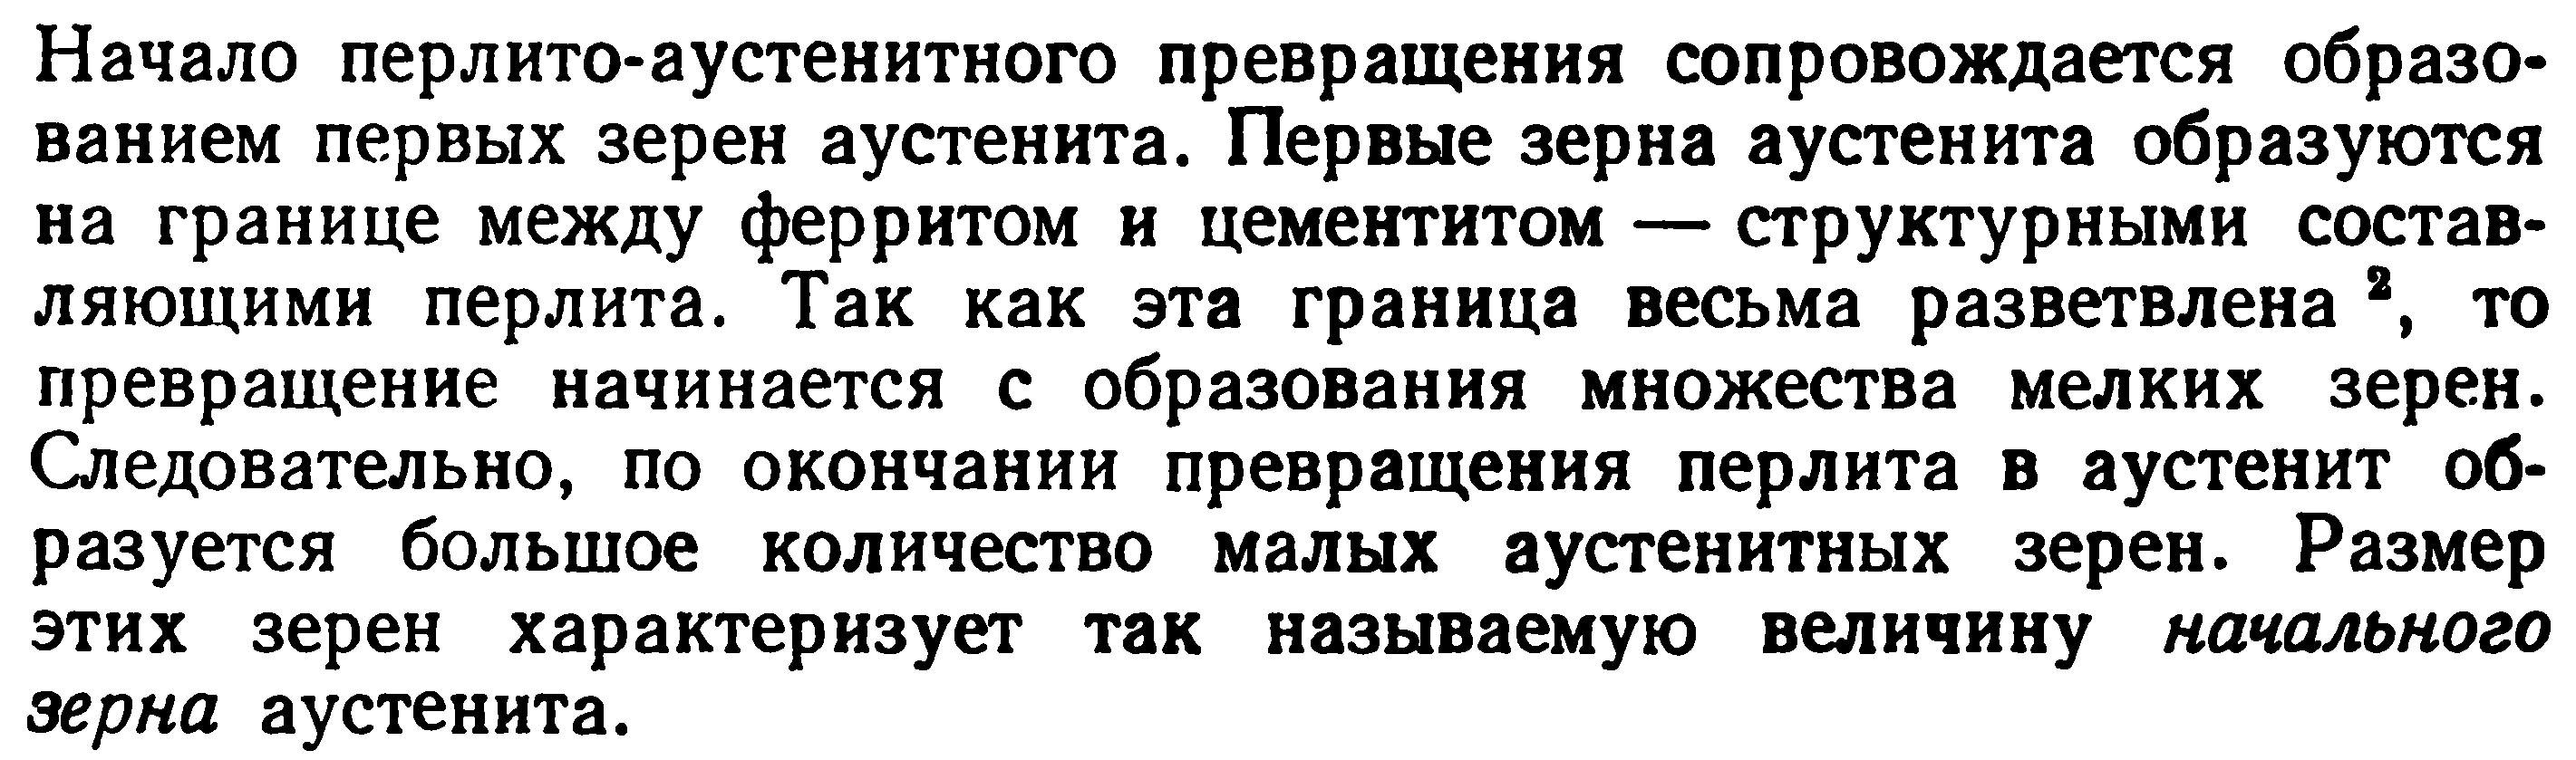 Начало перлито-аустенитного превращения сопровождается образо-
ванием первых зерен аустенита. Первые зерна аустенита образуются
на границе между ферритом и цементитом — структурными состав-
ляющими перлита. Так как эта граница весьма разветвлена ², то
превращение начинается с образования множества мелких зерен.
Следовательно, по окончании превращения перлита в аустенит об-
разуется большое количество малых аустенитных зерен. Размер
этих зерен характеризует так называемую величину начального
зерна аустенита.